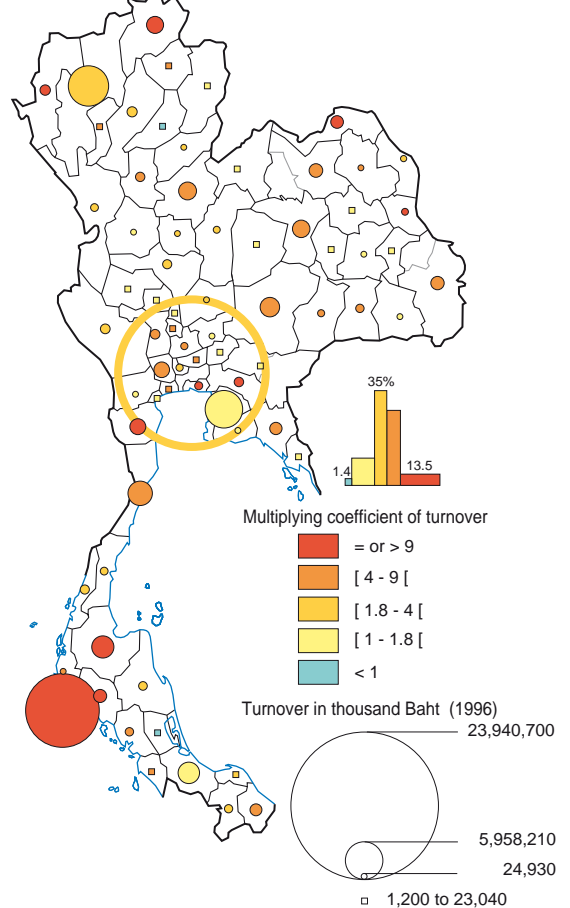 35%
1.4
13.5
Multiplying coefficient of turnover
= or > 9
[ 4 - 9 [
[ 1.8 - 4 [
[ 1 - 1.8 [
< 1
Turnover in thousand Baht (1996)
23,940,700
5,958,210
24,930
1,200 to 23,040